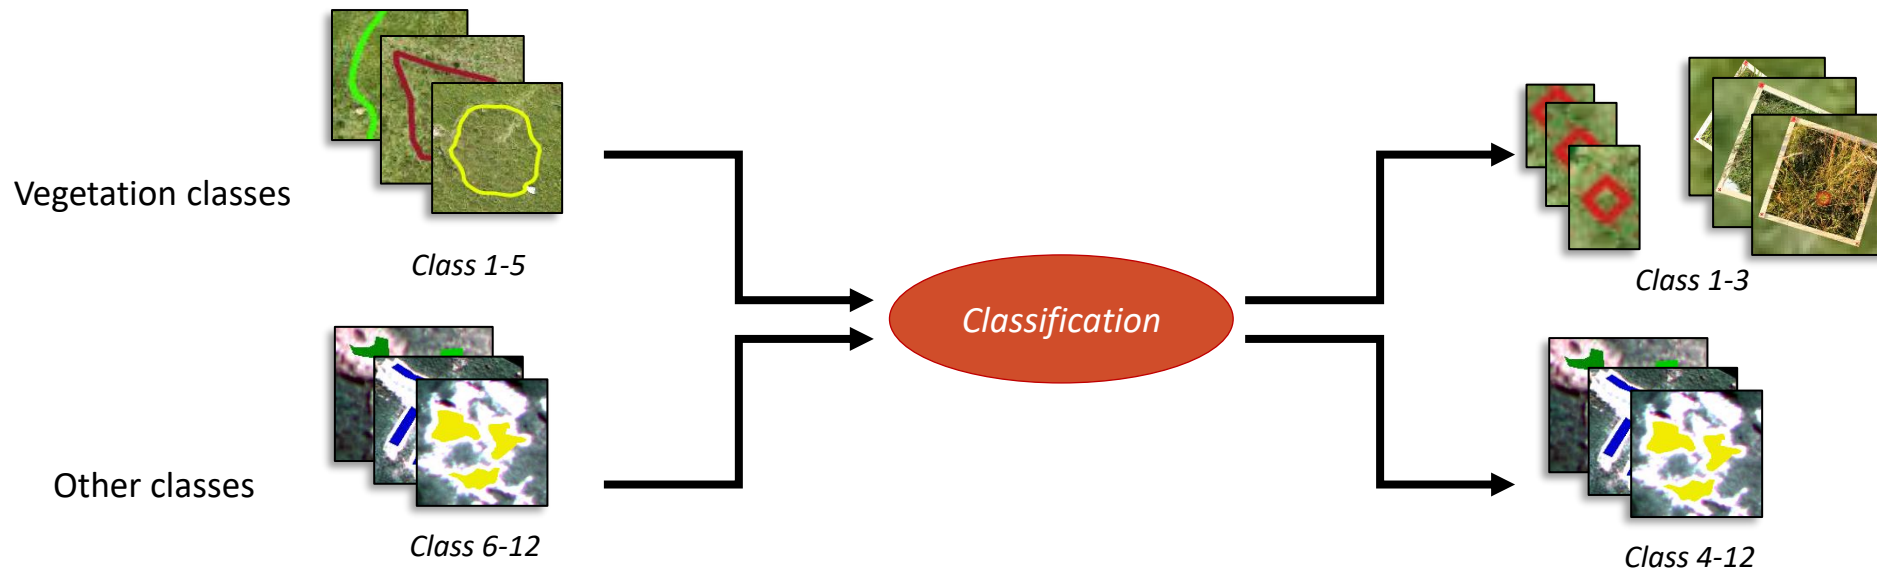 Vegetation classes
Class 1-5
Other classes
Class 6-12
Classification
Class 1-3
Class 4-12